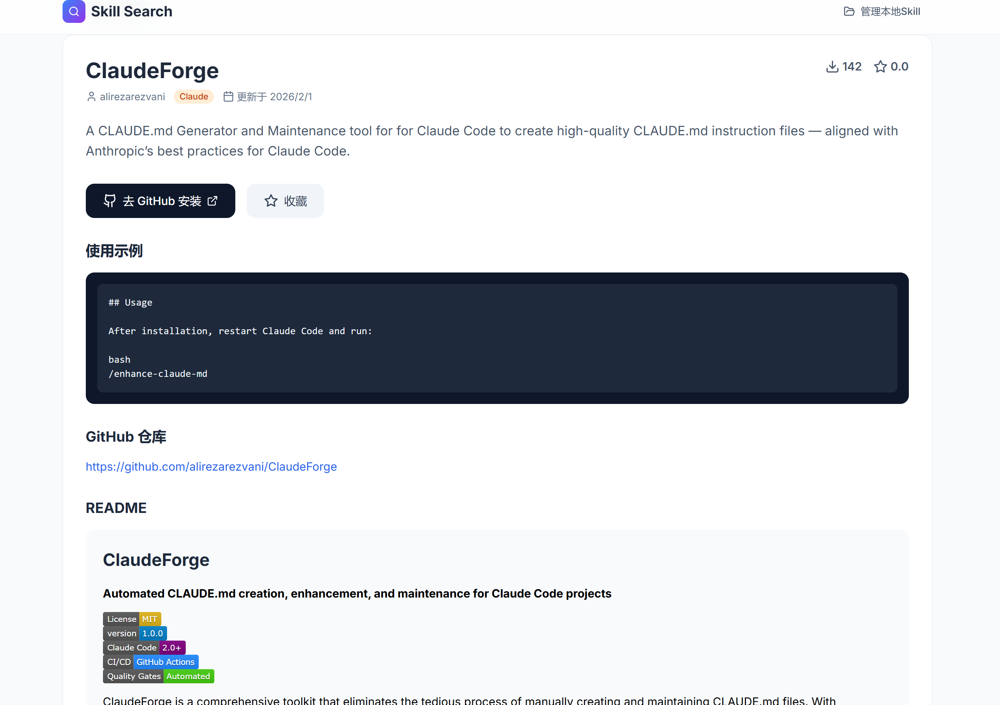 Skill Search
管理本地Skill
ClaudeForge
142
0.0
alirezarezvani
Claude
更新于 2026/2/1
A CLAUDE.md Generator and Maintenance tool for for Claude Code to create high-quality CLAUDE.md instruction files — aligned with
Anthropic’s best practices for Claude Code.
去 GitHub 安装
收藏
使用示例
## Usage
After installation, restart Claude Code and run:
bash
/enhance-claude-md
GitHub 仓库
https://github.com/alirezarezvani/ClaudeForge
README
ClaudeForge
Automated CLAUDE.md creation, enhancement, and maintenance for Claude Code projects
License MIT
version 1.0.0
Claude Code 2.0+
CI/CD GitHub Actions
Quality Gates Automated
ClaudeForge is a comprehensive toolkit that eliminates the tedious process of manually creating and maintaining CLAUDE.md files. With